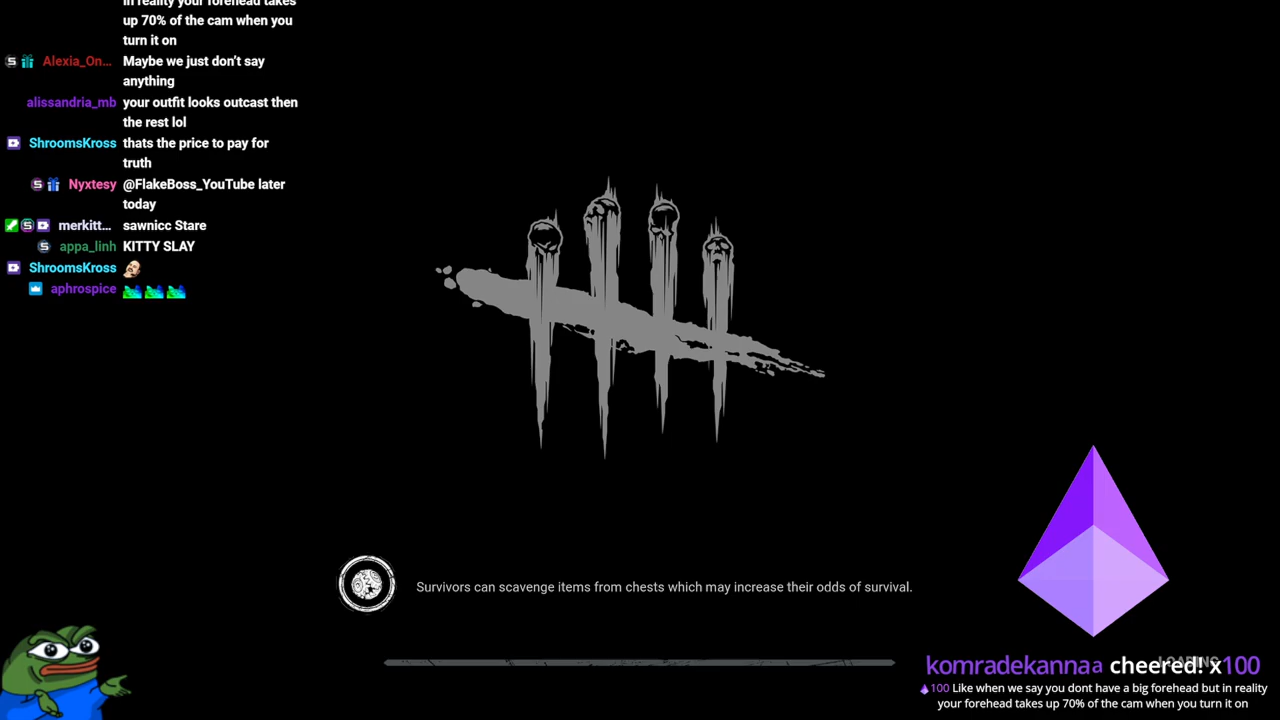 in reality your forehead takes
up 70% of the cam when you
turn it on
Alexia_On... Maybe we just don't say
anything
alissandria_mb your outfit looks outcast then
the rest lol
ShroomsKross thats the price to pay for
truth
Nyxtesy @FlakeBoss_YouTube later
today
merkitt... sawnicc Stare
appa_linh KITTY SLAY
ShroomsKross
aphrospice
Survivors can scavenge items from chests which may increase their odds of survival.
LOADING
komradekannaa cheered! x100
100 Like when we say you dont have a big forehead but in reality
your forehead takes up 70% of the cam when you turn it on